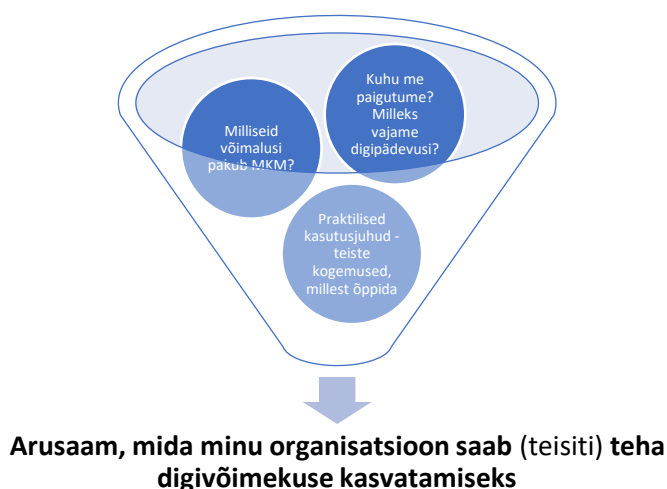 Kuhu me
paigutume?
Milleks
vajame
digipädevusi?
Milliseid
võimalusi
pakub MKM?
Praktilised
kasutusjuhud -
teiste
kogemused,
millest õppida
Arusaam, mida minu organisatsioon saab (teisiti) teha
digivõimekuse kasvatamiseks